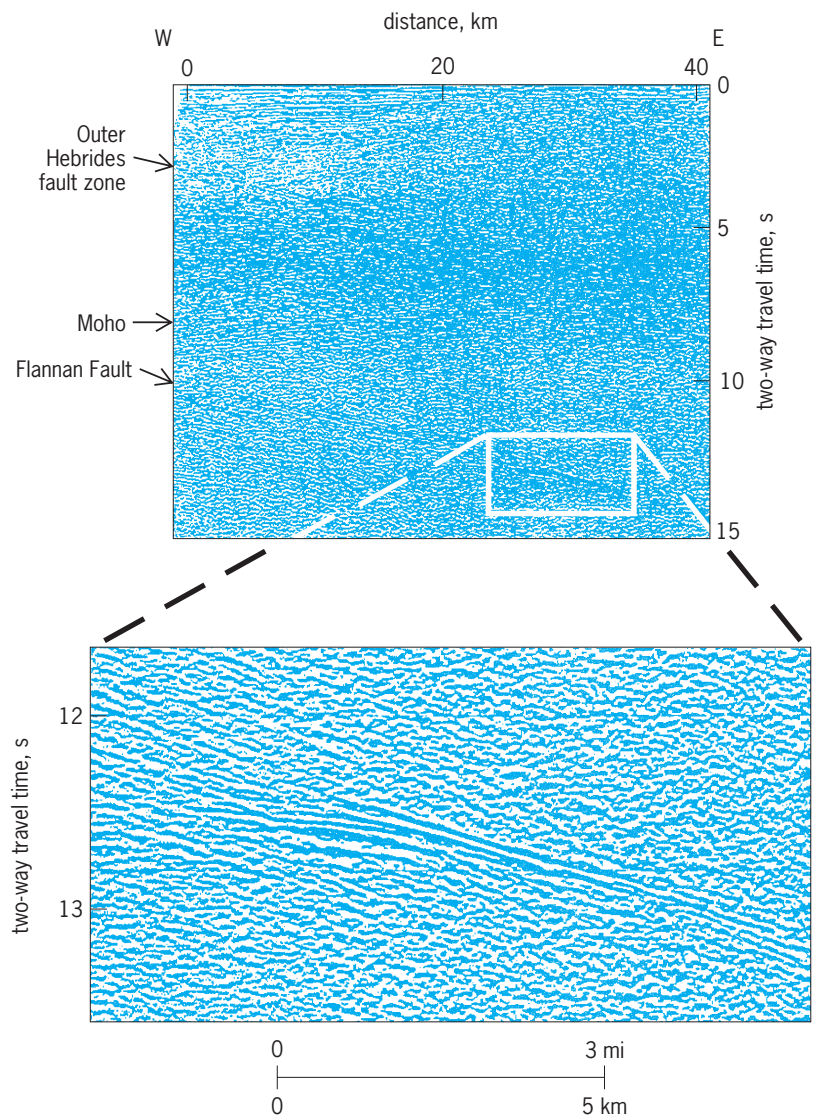 distance, km
W
E
0
20
40
0
Outer
Hebrides
fault zone
5
two-way travel time, s
Moho
Flannan Fault
10
15
12
two-way travel time, s
13
0
3 mi
0
5 km